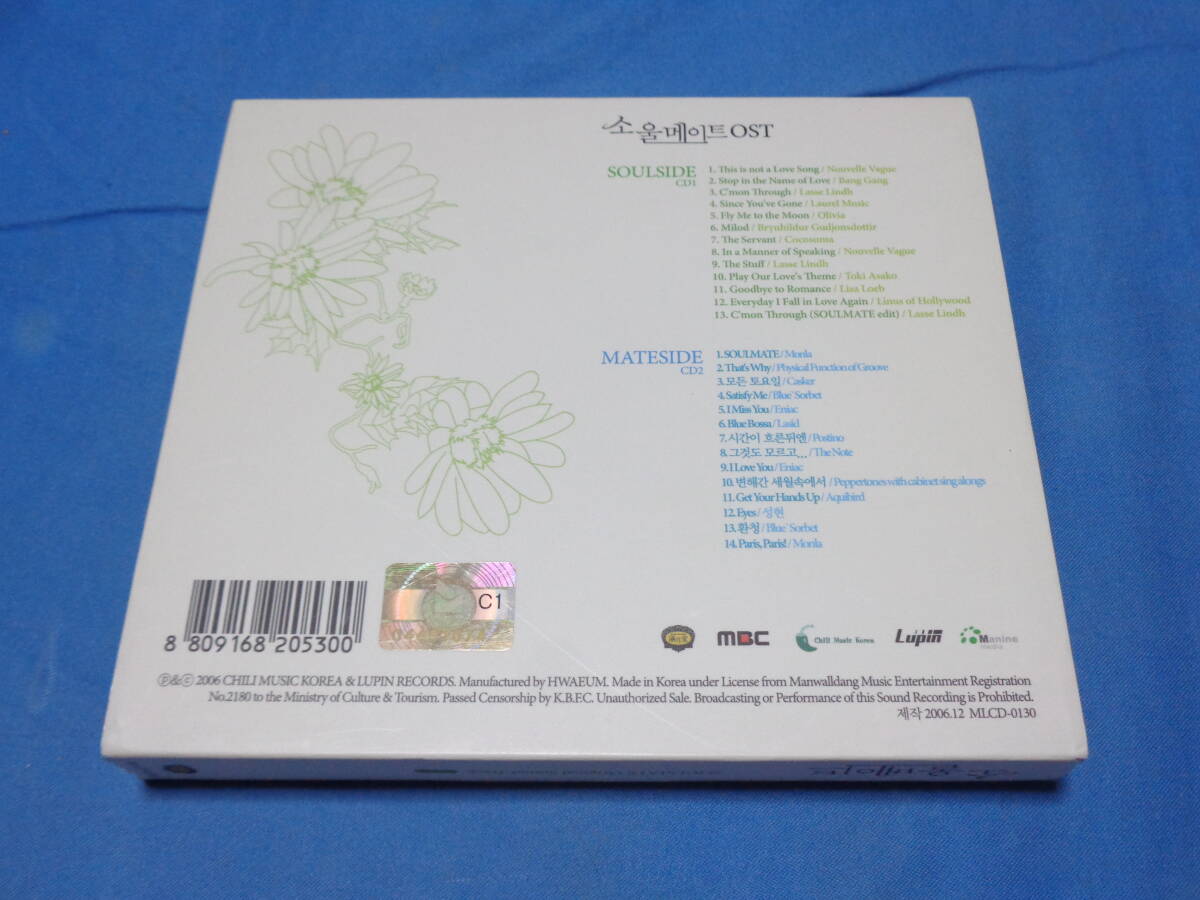 소울메이트 OST
SOULSIDE
CD1
1. This is not a Love Song / Nouvelle Vague
2. Stop in the Name of Love / Bang Gang
3. C'mon Through / Lasse Lindh
4. Since You've Gone / Laurel Music
5. Fly Me to the Moon / Olivia
6. Milod / Bryuhildur Gudjonsdottir
7. The Servant / Cocosuma
8. In a Manner of Speaking / Nouvelle Vague
9. The Stuff / Lasse Lindh
10. Play Our Love's Theme / Toki Asako
11. Goodbye to Romance / Lisa Loeb
12. Everyday I Fall in Love Again / Linus of Hollywood
13. C'mon Through (SOULMATE edit) / Lasse Lindh
MATESIDE
CD2
1. SOULMATE / Monla
2. That's Why / Physical Function of Groove
3. 모든 토요일 / Casker
4. Satisfy Me / Blue` Sorbet
5. I Miss You / Eniac
6. Blue Bossa / Lasid
7. 시간이 흐른뒤엔 / Postino
8. 그것도 모르고... / The Note
9. I Love You / Eniac
10. 변해간 세월속에서 / Peppertones with cabinet singalongs
11. Get Your Hands Up / Aquibird
12. Eyes / 성현
13. 환청 / Blue` Sorbet
14. Paris, Paris! / Monla
C1
8 809168 205300
MBC
Chili Music Korea
Lupin
Manine
media
Ⓟ&ⓒ 2006 CHILI MUSIC KOREA & LUPIN RECORDS. Manufactured by HWAEUM. Made in Korea under License from Manwalldang Music Entertainment Registration
No.2180 to the Ministry of Culture & Tourism. Passed Censorship by K.B.F.C. Unauthorized Sale. Broadcasting or Performance of this Sound Recording is Prohibited.
제작 2006.12 MLCD-0130